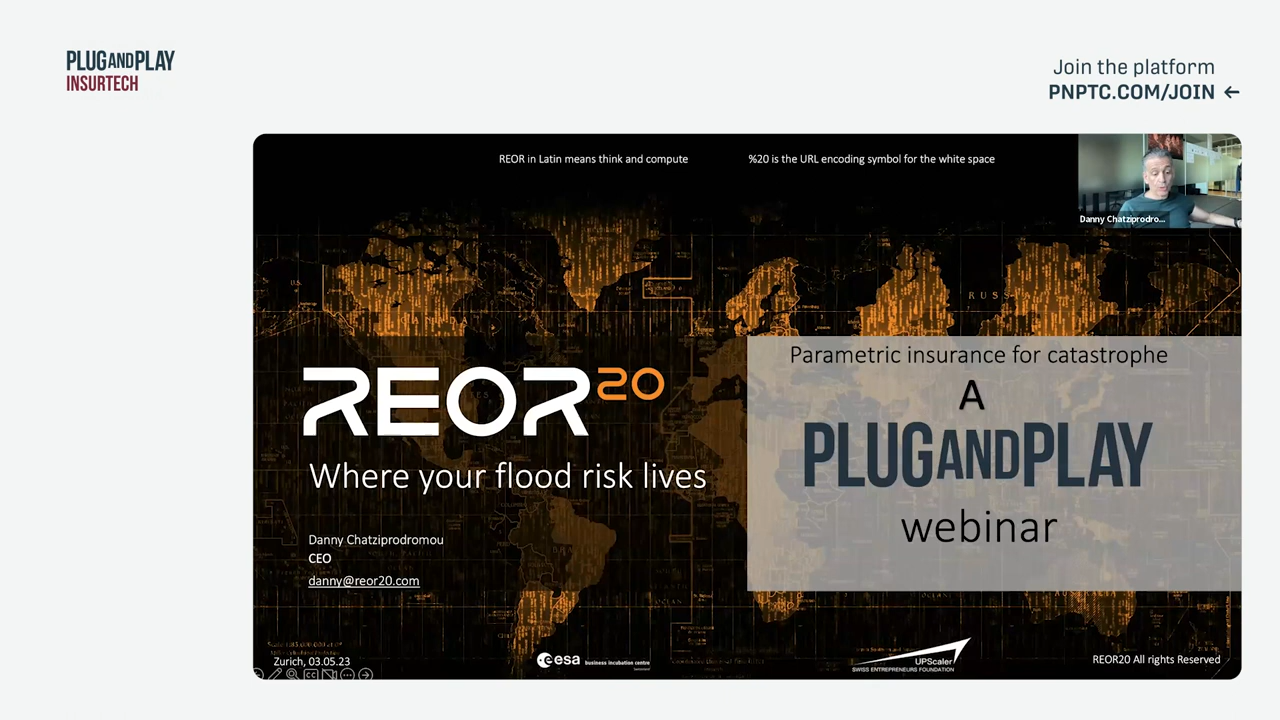 PLUGANDPLAY
INSURTECH
Join the platform
PNPTC.COM/JOIN ←
REOR in Latin means think and compute
%20 is the URL encoding symbol for the white space
Danny Chatziprodro...
RUSSIA
REOR20
Where your flood risk lives
Parametric insurance for catastrophe
A
PLUGANDPLAY
webinar
Danny Chatziprodromou
CEO
danny@reor20.com
Zurich, 03.05.23
esa business incubation centre
Switzerland
UPScaler
SWISS ENTREPRENEURS FOUNDATION
REOR20 All rights Reserved